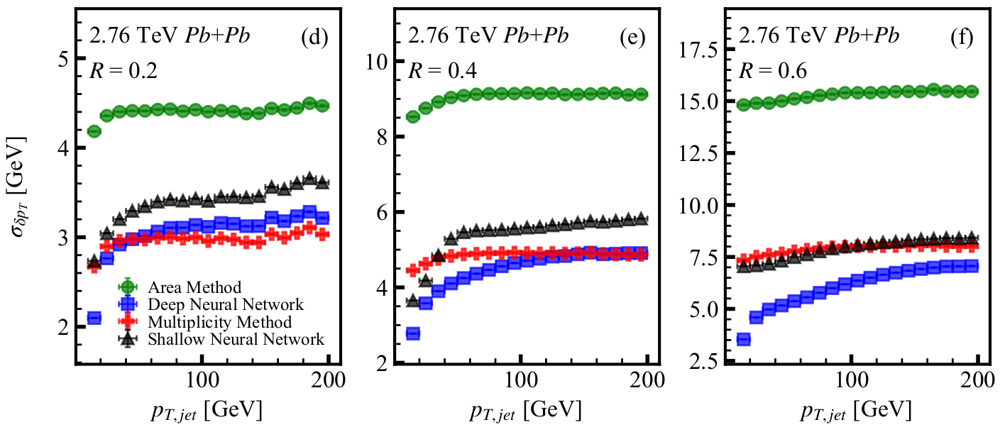 2.76 TeV Pb+Pb (d)
R = 0.2
5
4
3
2
σδpT [GeV]
Area Method
Deep Neural Network
Multiplicity Method
Shallow Neural Network
100 200
pT,jet [GeV]
2.76 TeV Pb+Pb (e)
R = 0.4
10
8
6
4
2
100 200
pT,jet [GeV]
2.76 TeV Pb+Pb (f)
R = 0.6
17.5
15.0
12.5
10.0
7.5
5.0
2.5
100 200
pT,jet [GeV]